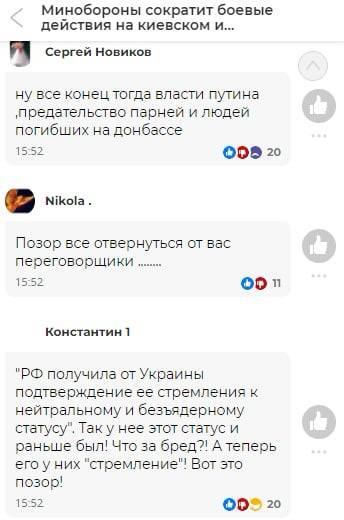 Минобороны сократит боевые
действия на киевском и...
Сергей Новиков
ну все конец тогда власти путина
,предательство парней и людей
погибших на донбассе
15:52
20
Nikola .
Позор все отвернуться от вас
переговорщики ........
15:52
11
Константин 1
"РФ получила от Украины
подтверждение ее стремления к
нейтральному и безъядерному
статусу". Так у нее этот статус и
раньше был! Что за бред?! А теперь
его у них "стремление"! Вот это
позор!
15:52
20